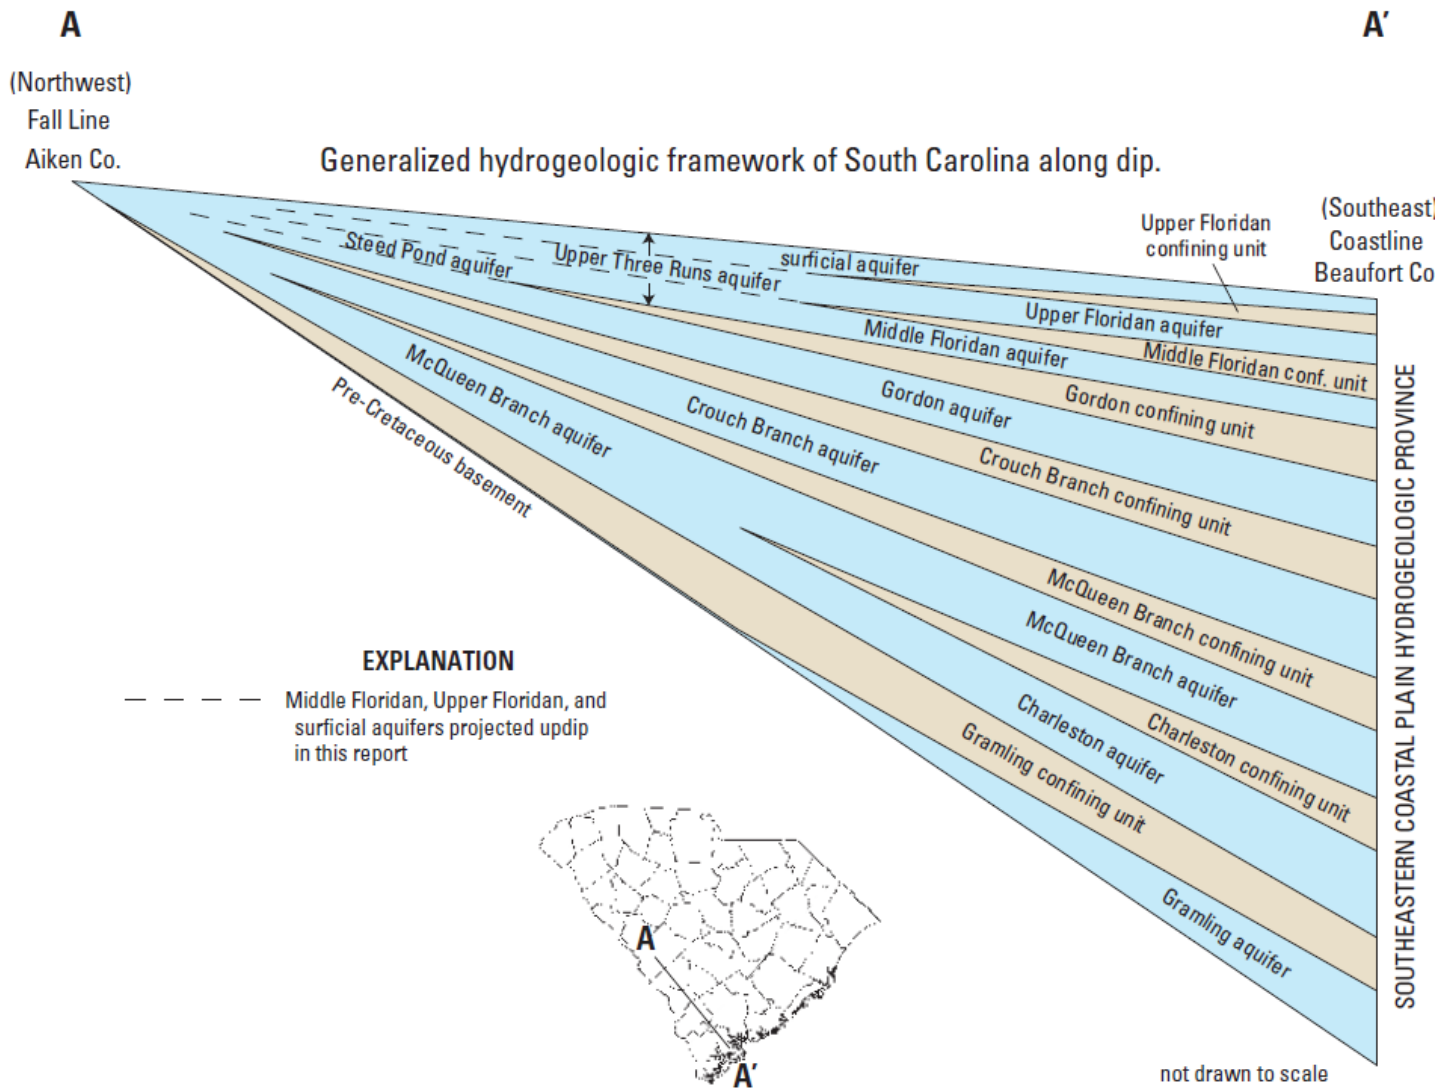 A
A′
(Northwest)
Fall Line
Aiken Co.
Generalized hydrogeologic framework of South Carolina along dip.
(Southeast)
Coastline
Beaufort Co
Upper Floridan
confining unit
surficial aquifer
Steed Pond aquifer
Upper Three Runs aquifer
Upper Floridan aquifer
Middle Floridan aquifer
Middle Floridan conf. unit
Gordon aquifer
Gordon confining unit
McQueen Branch aquifer
Crouch Branch aquifer
Crouch Branch confining unit
Pre-Cretaceous basement
McQueen Branch confining unit
McQueen Branch aquifer
Charleston aquifer
Charleston confining unit
Gramling confining unit
Gramling aquifer
SOUTHEASTERN COASTAL PLAIN HYDROGEOLOGIC PROVINCE
EXPLANATION
Middle Floridan, Upper Floridan, and
surficial aquifers projected updip
in this report
A
A′
not drawn to scale